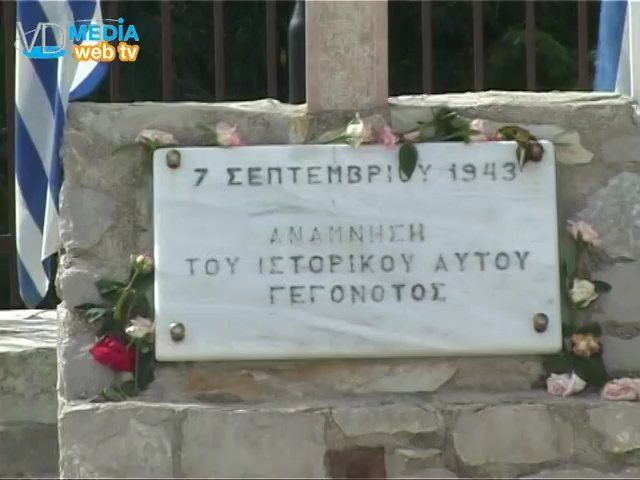 VD MEDIA
web tv
7 ΣΕΠΤΕΜΒΡΙΟΥ 1943
ΑΝΑΜΝΗΣΗ
ΤΟΥ ΙΣΤΟΡΙΚΟΥ ΑΥΤΟΥ
ΓΕΓΟΝΟΤΟΣ